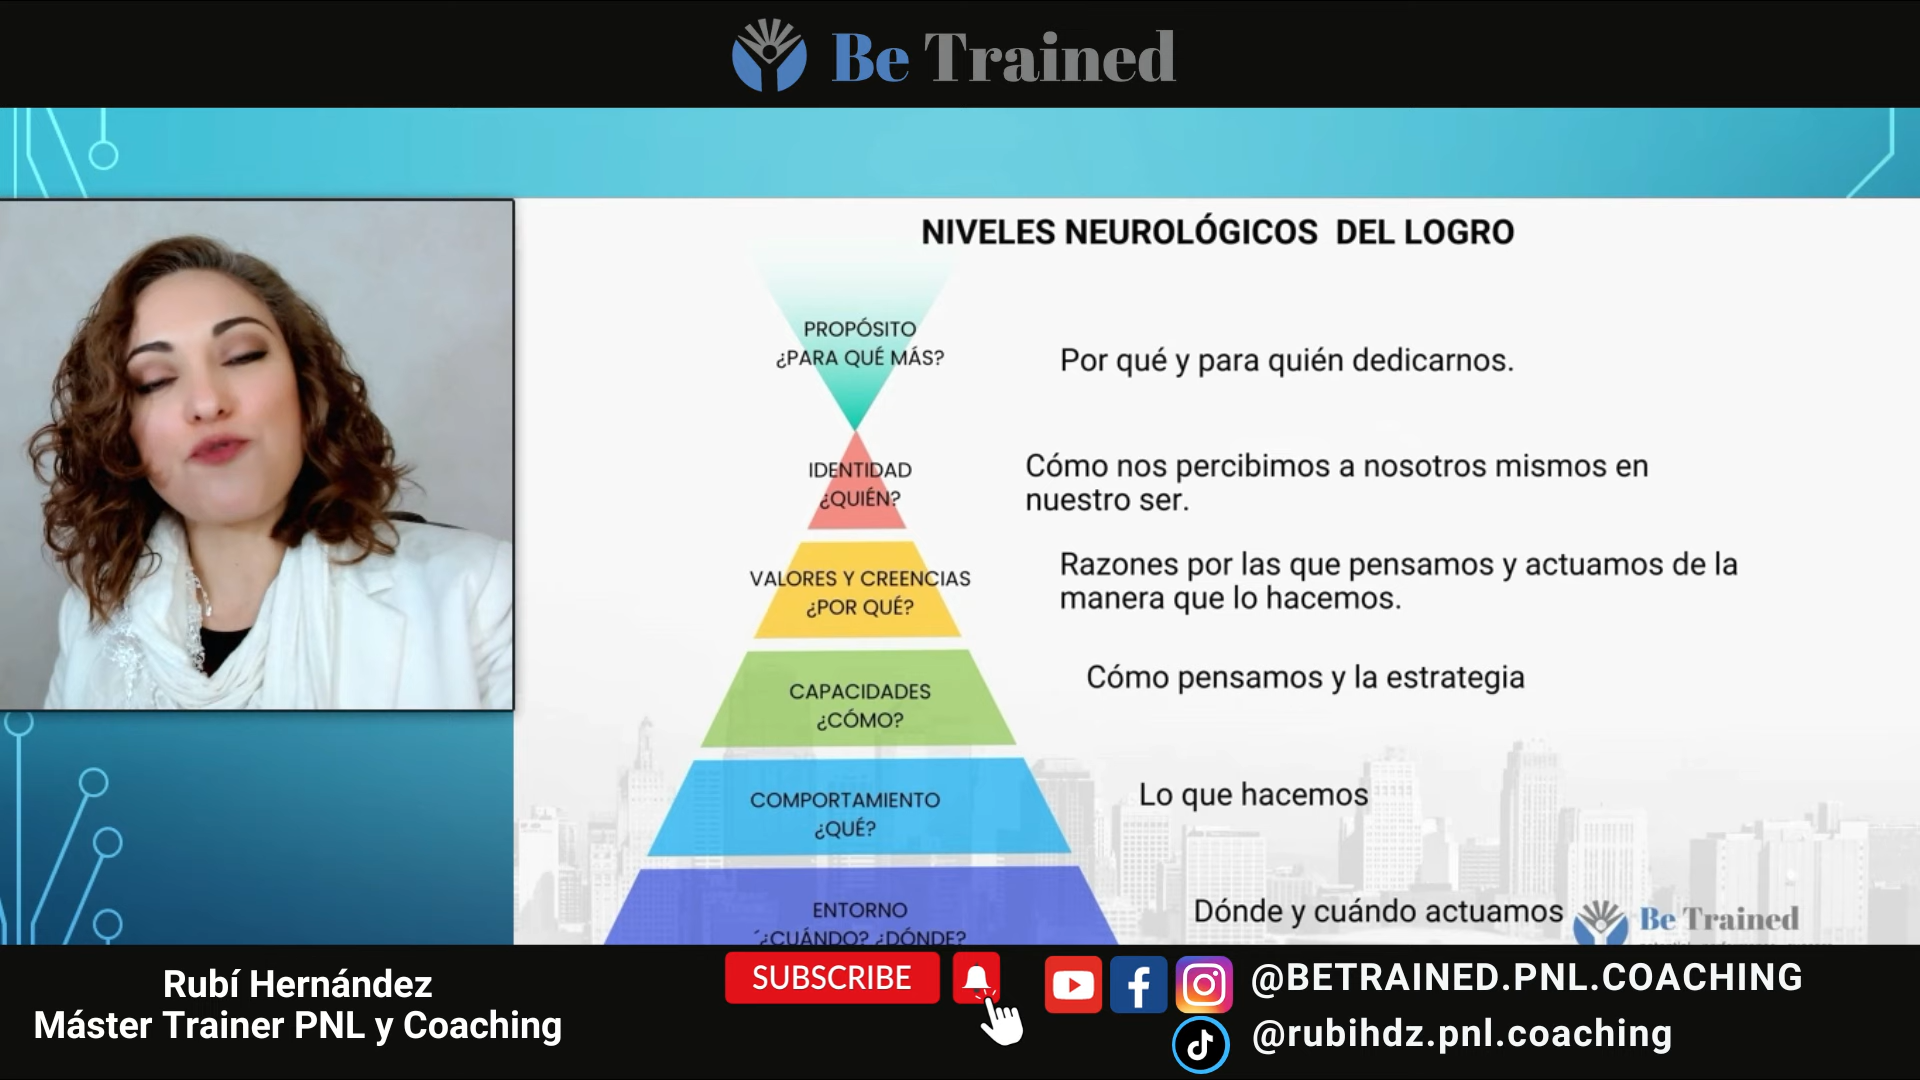 Be Trained
NIVELES NEUROLÓGICOS DEL LOGRO
PROPÓSITO
¿PARA QUÉ MÁS?
Por qué y para quién dedicarnos.
IDENTIDAD
¿QUIÉN?
Cómo nos percibimos a nosotros mismos en
nuestro ser.
VALORES Y CREENCIAS
¿POR QUÉ?
Razones por las que pensamos y actuamos de la
manera que lo hacemos.
CAPACIDADES
¿CÓMO?
Cómo pensamos y la estrategia
COMPORTAMIENTO
¿QUÉ?
Lo que hacemos
ENTORNO
´¿CUÁNDO? ¿DÓNDE?
Dónde y cuándo actuamos
Be Trained
Rubí Hernández
Máster Trainer PNL y Coaching
SUBSCRIBE
@BETRAINED.PNL.COACHING
@rubihdz.pnl.coaching